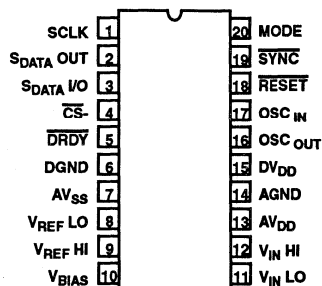 SCLK 1 20 MODE
SDATA OUT 2 19 SYNC
SDATA I/O 3 18 RESET
CS- 4 17 OSC IN
DRDY 5 16 OSC OUT
DGND 6 15 DVDD
AVSS 7 14 AGND
VREF LO 8 13 AVDD
VREF HI 9 12 VIN HI
VBIAS 10 11 VIN LO